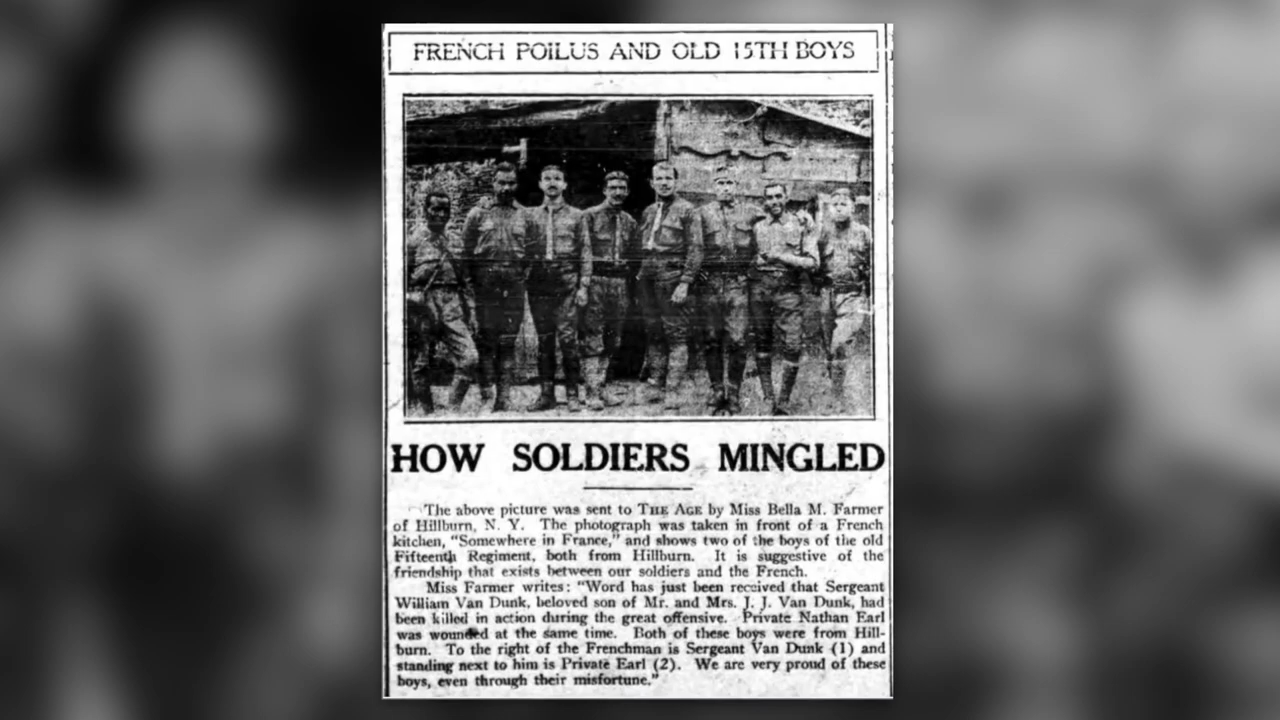 FRENCH POILUS AND OLD 15TH BOYS
HOW SOLDIERS MINGLED
The above picture was sent to THE AGE by Miss Bella M. Farmer
of Hillburn, N. Y. The photograph was taken in front of a French
kitchen, "Somewhere in France," and shows two of the boys of the old
Fifteenth Regiment, both from Hillburn. It is suggestive of the
friendship that exists between our soldiers and the French.
Miss Farmer writes: "Word has just been received that Sergeant
William Van Dunk, beloved son of Mr. and Mrs. J. J. Van Dunk, had
been killed in action during the great offensive. Private Nathan Earl
was wounded at the same time. Both of these boys were from Hill-
burn. To the right of the Frenchman is Sergeant Van Dunk (1) and
standing next to him is Private Earl (2). We are very proud of these
boys, even through their misfortune."